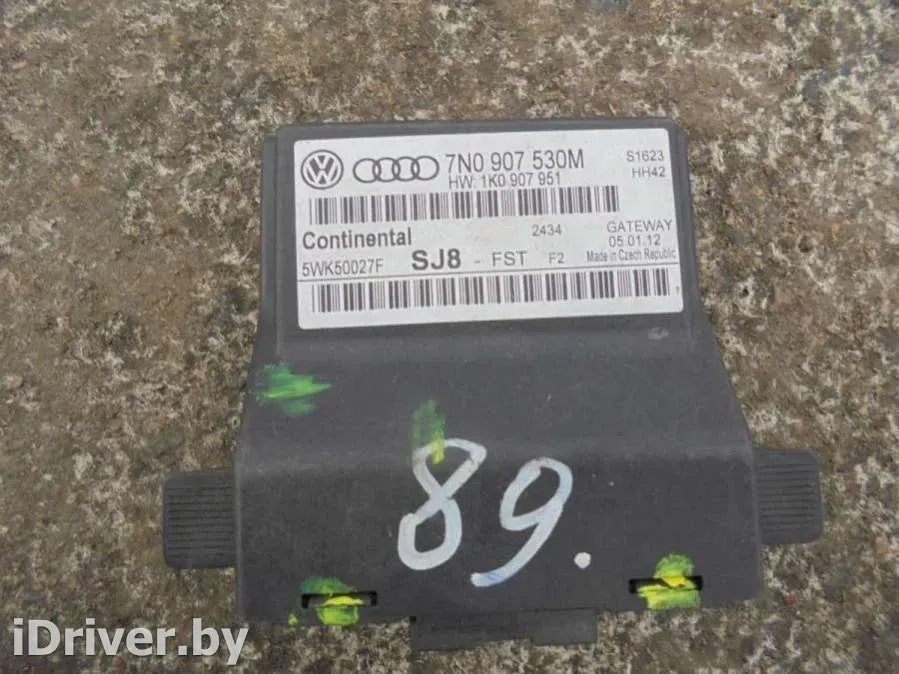 7N0 907 530M
S1623
HW: 1K0 907 951
HH42
Continental
2434
GATEWAY
05.01.12
5WK50027F
SJ8 - FST F2
Made in Czech Republic
89.
iDriver.by